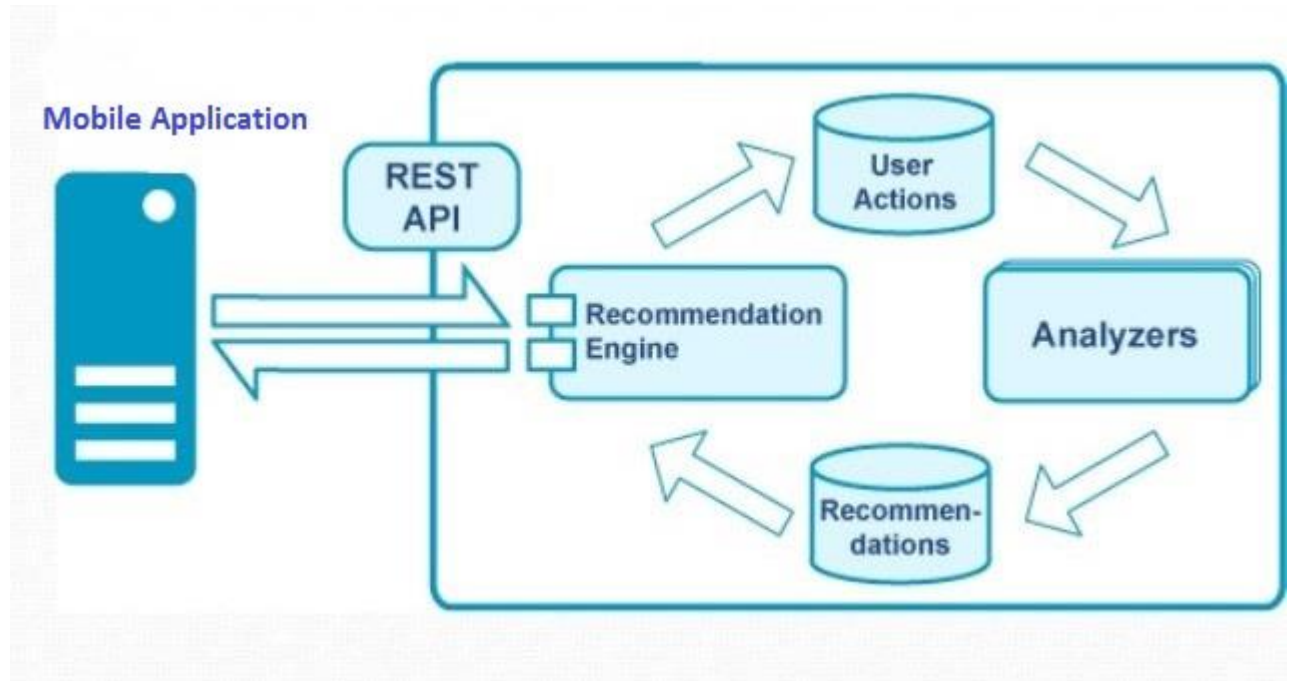 Mobile Application
REST
API
User
Actions
Recommendation
Engine
Analyzers
Recommen-
dations